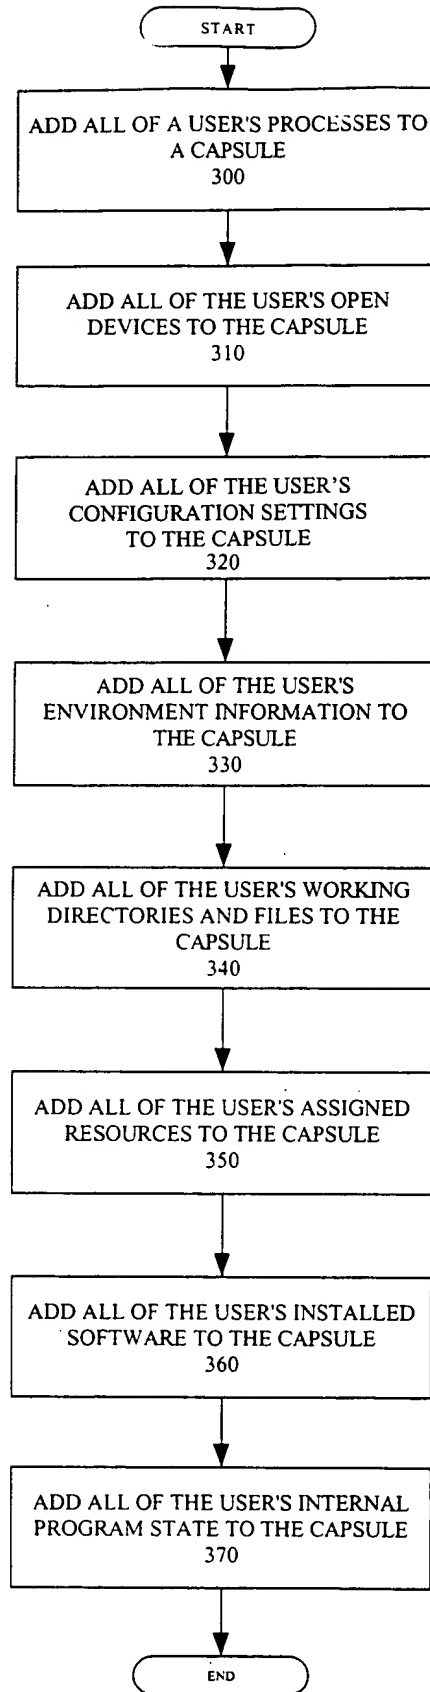 START
ADD ALL OF A USER'S PROCESSES TO
A CAPSULE
300
ADD ALL OF THE USER'S OPEN
DEVICES TO THE CAPSULE
310
ADD ALL OF THE USER'S
CONFIGURATION SETTINGS
TO THE CAPSULE
320
ADD ALL OF THE USER'S
ENVIRONMENT INFORMATION TO
THE CAPSULE
330
ADD ALL OF THE USER'S WORKING
DIRECTORIES AND FILES TO THE
CAPSULE
340
ADD ALL OF THE USER'S ASSIGNED
RESOURCES TO THE CAPSULE
350
ADD ALL OF THE USER'S INSTALLED
SOFTWARE TO THE CAPSULE
360
ADD ALL OF THE USER'S INTERNAL
PROGRAM STATE TO THE CAPSULE
370
END